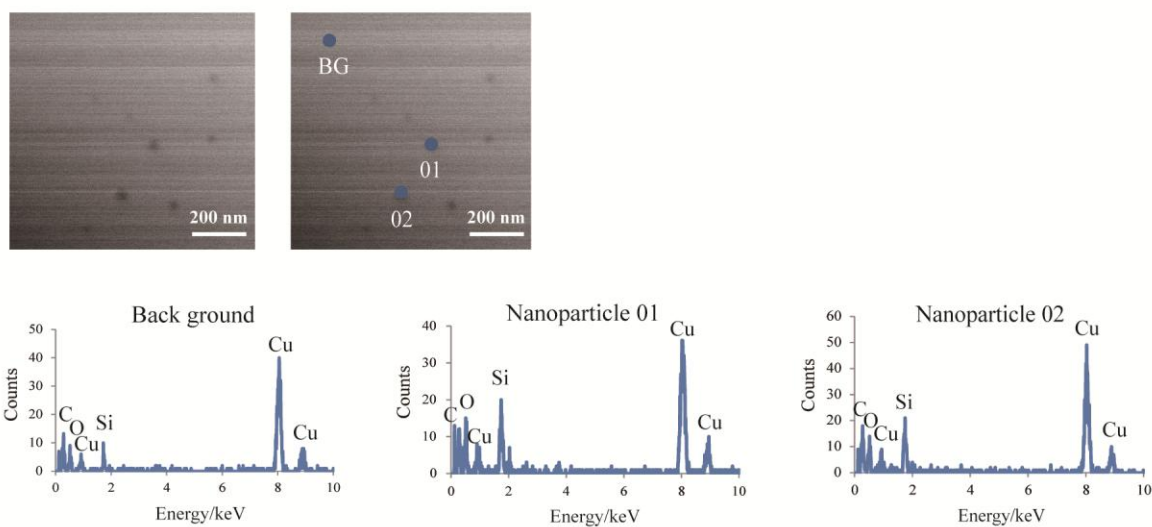 200 nm
BG
01
02
200 nm
Back ground
Counts
50
40
30
20
10
0
C
O
Cu
Si
Cu
Cu
0 2 4 6 8 10
Energy/keV
Nanoparticle 01
Counts
40
30
20
10
0
C
O
Cu
Si
Cu
Cu
0 2 4 6 8 10
Energy/keV
Nanoparticle 02
Counts
60
50
40
30
20
10
0
C
O
Cu
Si
Cu
Cu
0 2 4 6 8 10
Energy/keV